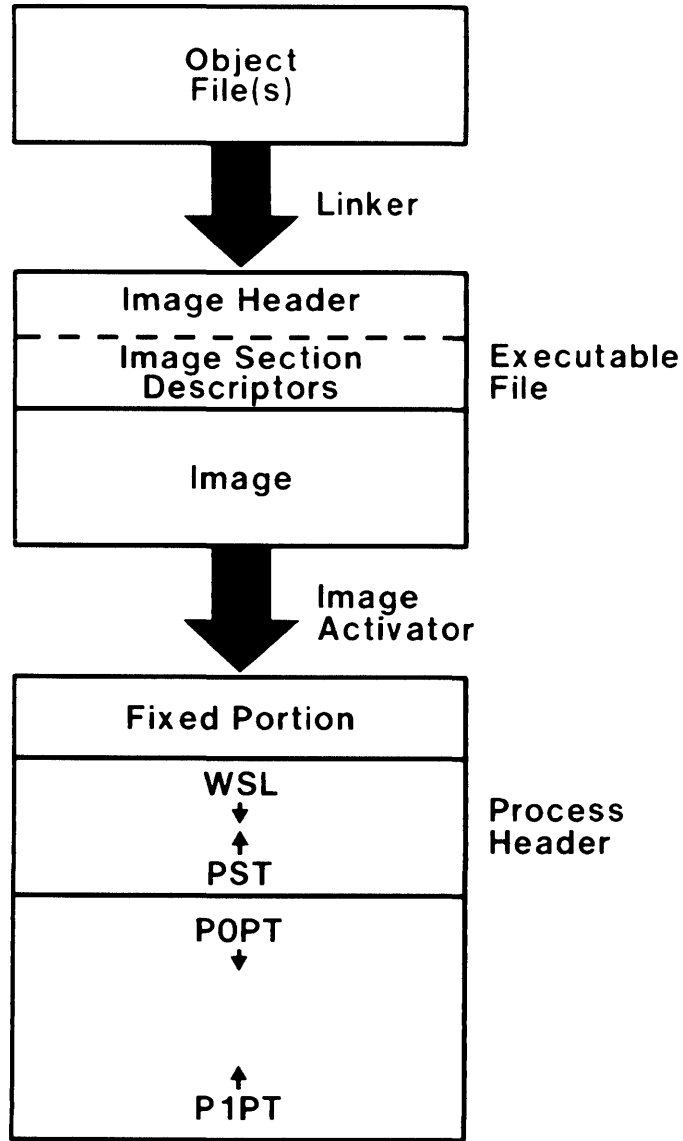 Object
File(s)
Linker
Image Header
Image Section
Descriptors
Executable
File
Image
Image
Activator
Fixed Portion
WSL
PST
Process
Header
P0PT
P1PT